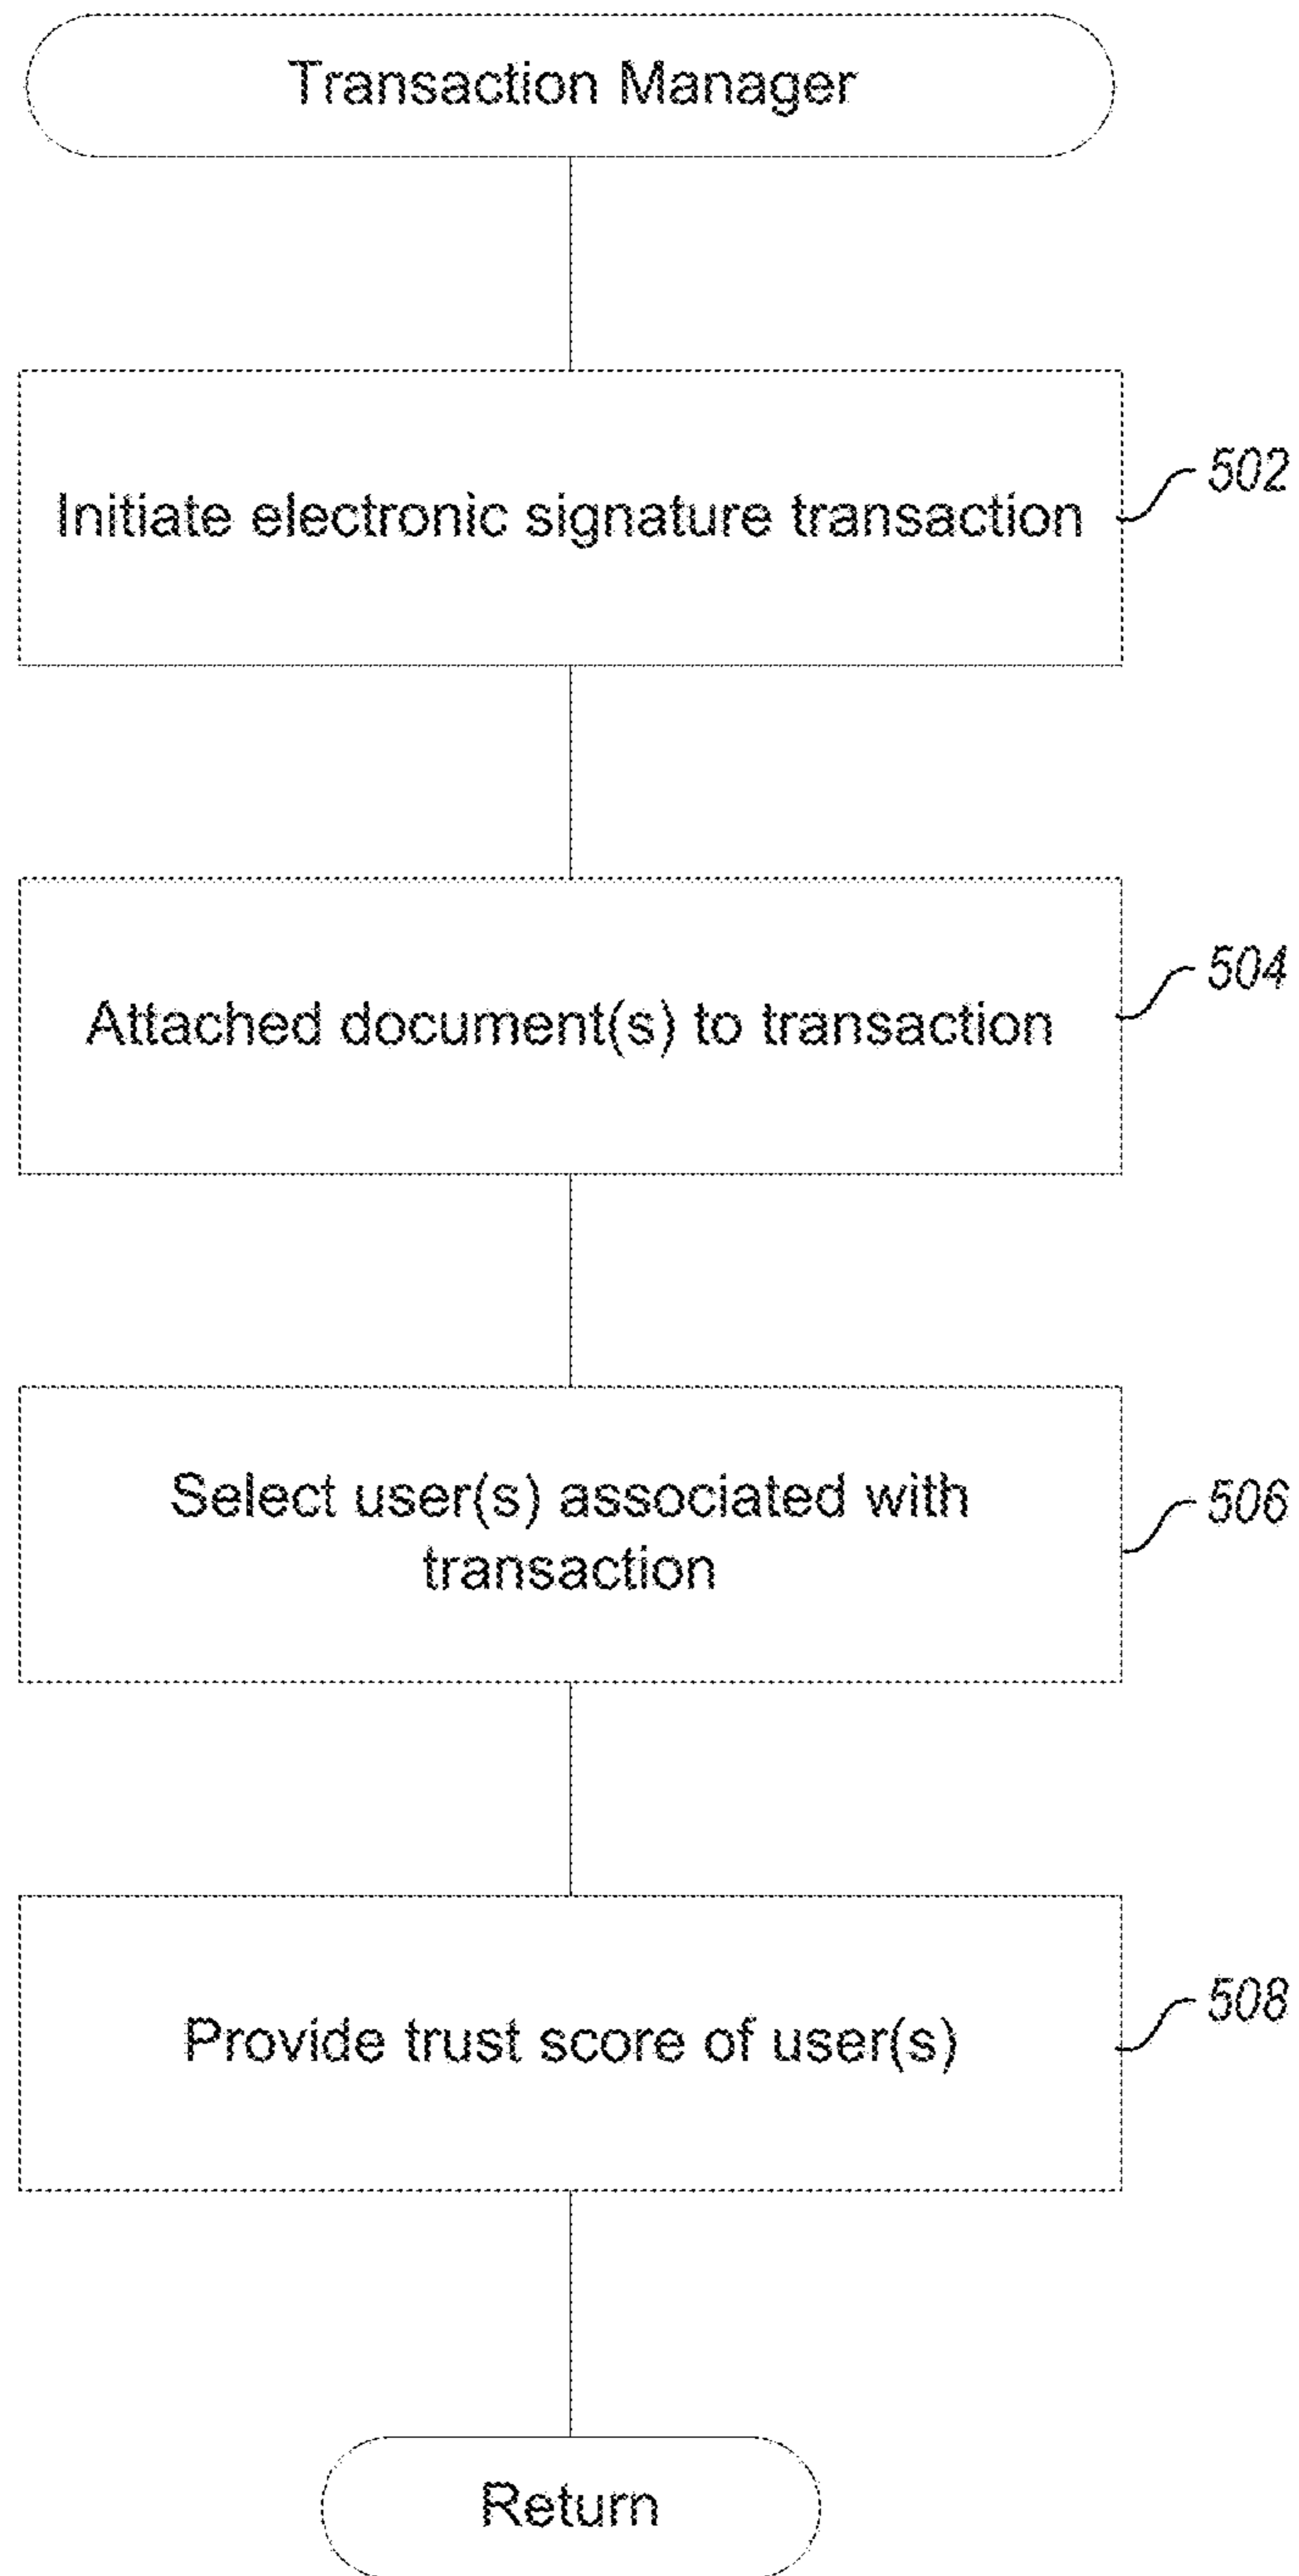 Transaction Manager
Initiate electronic signature transaction
502
Attached document(s) to transaction
504
Select user(s) associated with
transaction
506
Provide trust score of user(s)
508
Return